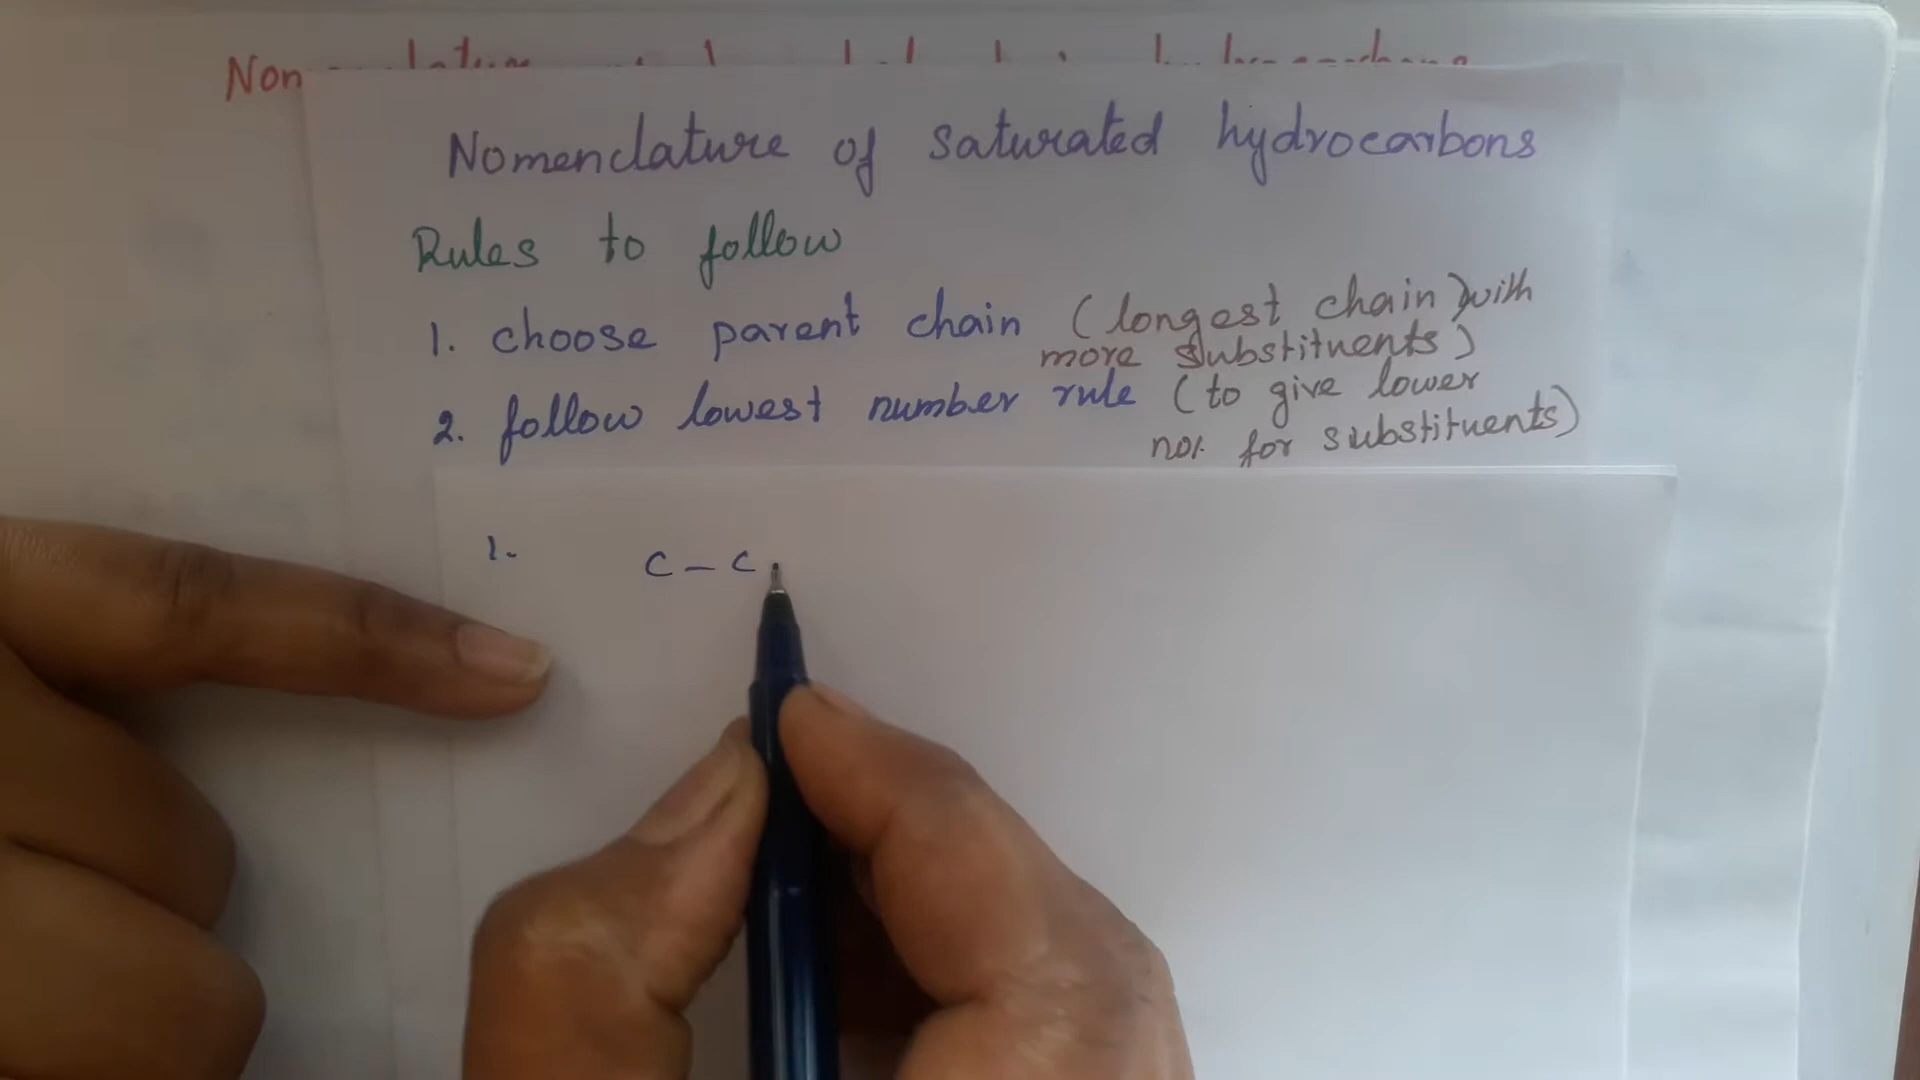 Non
Nomenclature of saturated hydrocarbons
Rules to follow
1. choose parent chain (longest chain) with
more substituents)
2. follow lowest number rule (to give lower
no. for substituents)
1. C - C